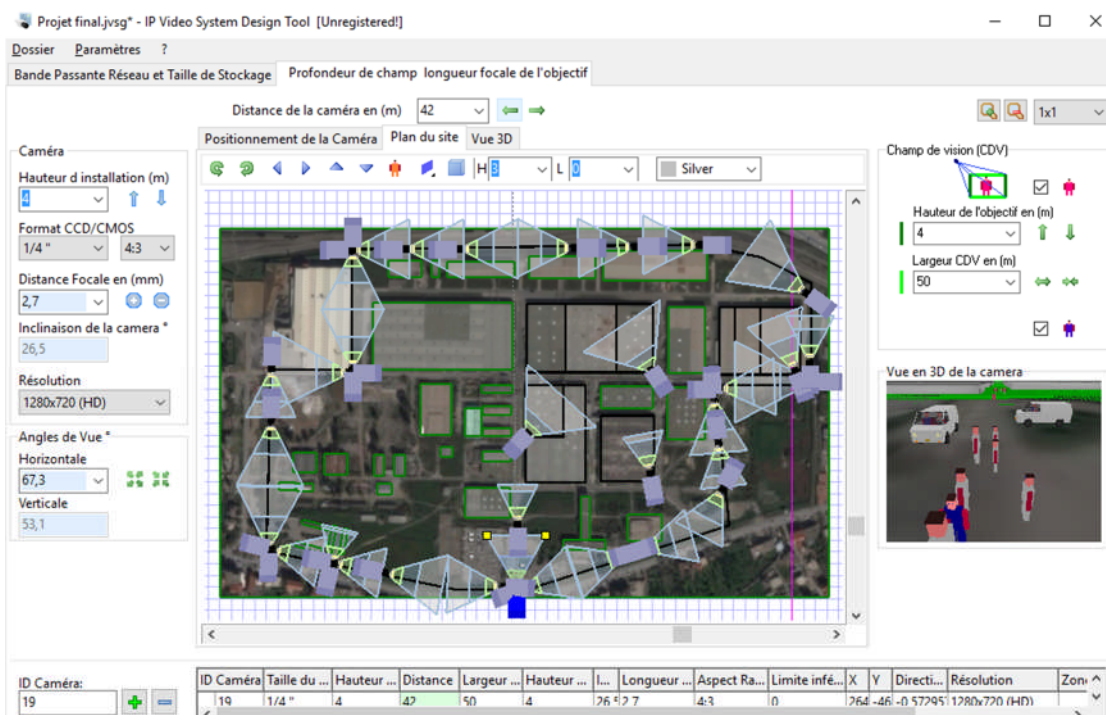 Projet final.jvsg* - IP Video System Design Tool [Unregistered!]
Dossier Paramètres ?
Bande Passante Réseau et Taille de Stockage Profondeur de champ longueur focale de l'objectif
Distance de la caméra en (m) 42 1x1
Positionnement de la Caméra Plan du site Vue 3D
H 3 L 0 Silver
Caméra
Hauteur d installation (m)
4
Format CCD/CMOS
1/4 " 4:3
Distance Focale en (mm)
2,7
Inclinaison de la camera °
26,5
Résolution
1280x720 (HD)
Angles de Vue °
Horizontale
67,3
Verticale
53,1
Champ de vision (CDV)
Hauteur de l'objectif en (m)
4
Largeur CDV en (m)
50
Vue en 3D de la camera
ID Caméra:
19
ID Caméra Taille du ... Hauteur ... Distance Largeur ... Hauteur ... I... Longueur ... Aspect Ra... Limite infé... X Y Directi... Résolution Zon
19 1/4 " 4 42 50 4 26 2,7 4:3 0 264 -46 -0 57295 1280x720 (HD)